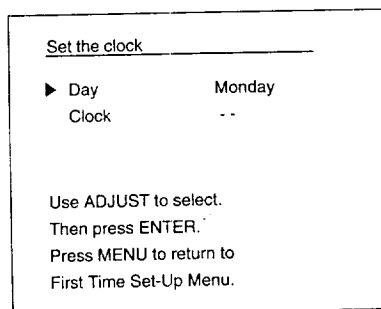 Set the clock
▶ Day Monday
Clock - -
Use ADJUST to select.
Then press ENTER.
Press MENU to return to
First Time Set-Up Menu.